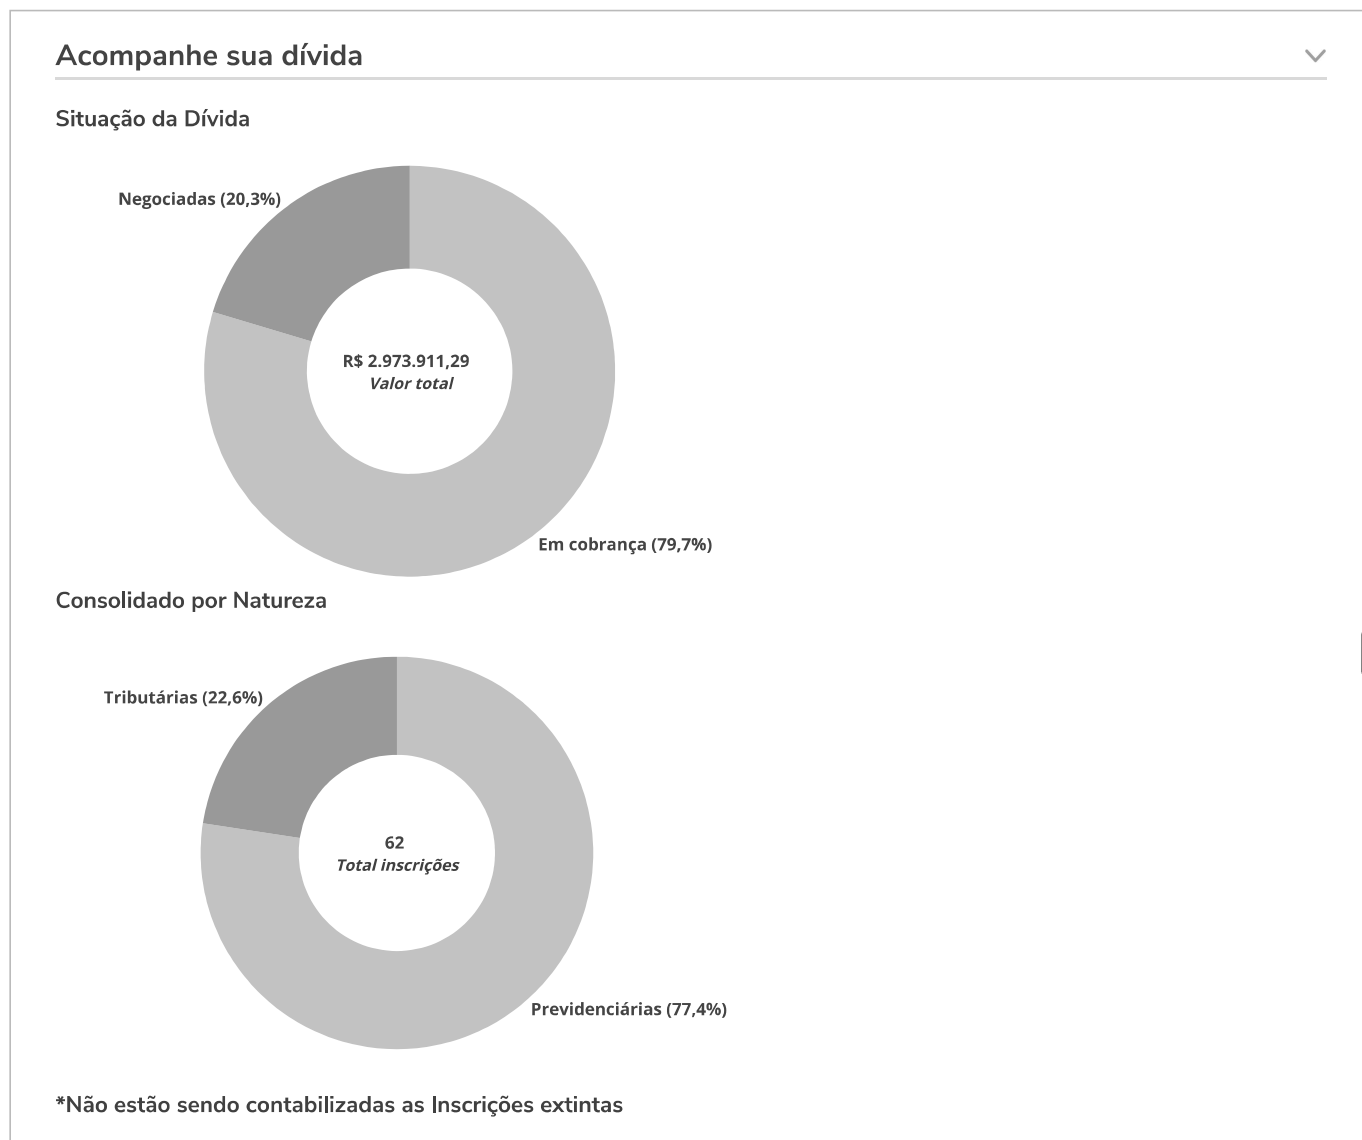 Acompanhe sua dívida
Situação da Dívida
Negociadas (20,3%)
R$ 2.973.911,29
Valor total
Em cobrança (79,7%)
Consolidado por Natureza
Tributárias (22,6%)
62
Total inscrições
Previdenciárias (77,4%)
*Não estão sendo contabilizadas as Inscrições extintas